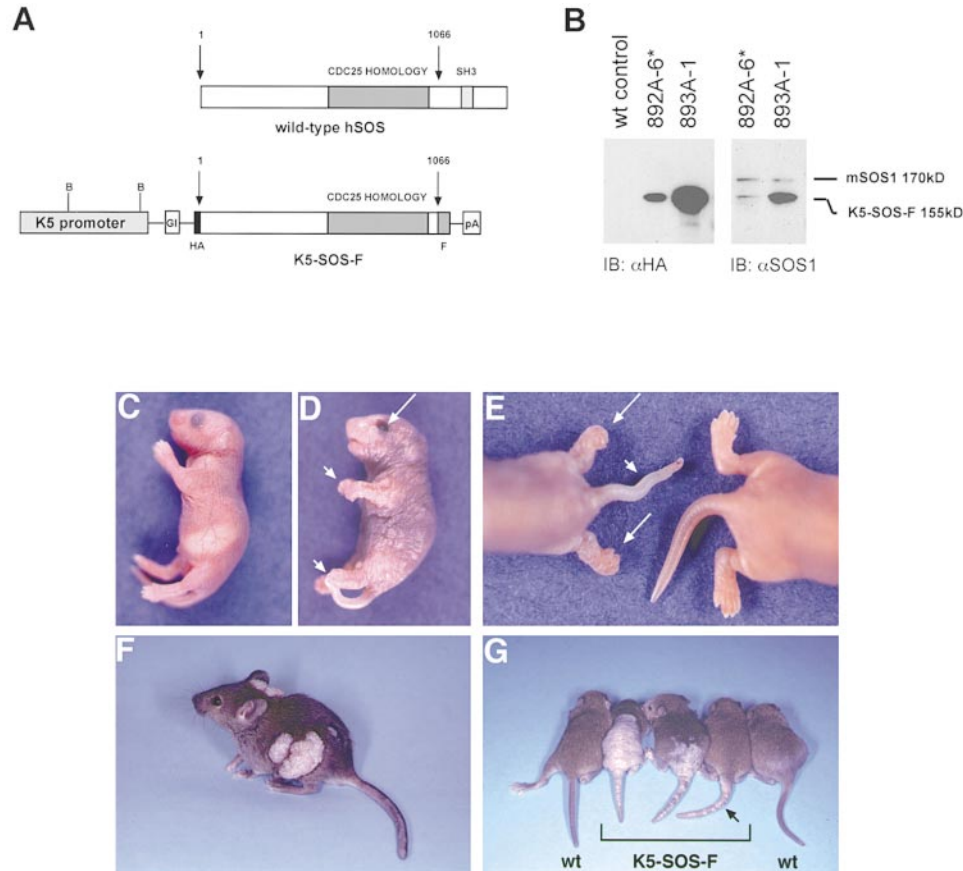 A
1
1066
CDC25 HOMOLOGY
SH3
wild-type hSOS
1
1066
B
B
CDC25 HOMOLOGY
K5 promoter
GI
pA
HA
F
K5-SOS-F
B
wt control
892A-6*
893A-1
892A-6*
893A-1
mSOS1 170kD
K5-SOS-F 155kD
IB: αHA
IB: αSOS1
C
D
E
F
G
wt
K5-SOS-F
wt